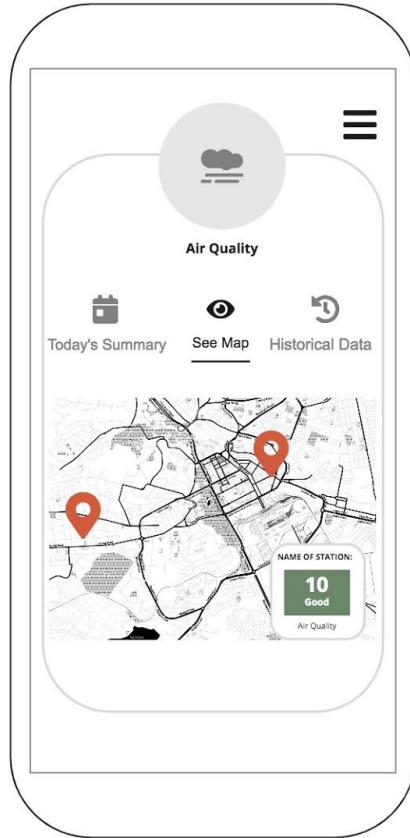 Air Quality
Today's Summary
See Map
Historical Data
NAME OF STATION:
10
Good
Air Quality